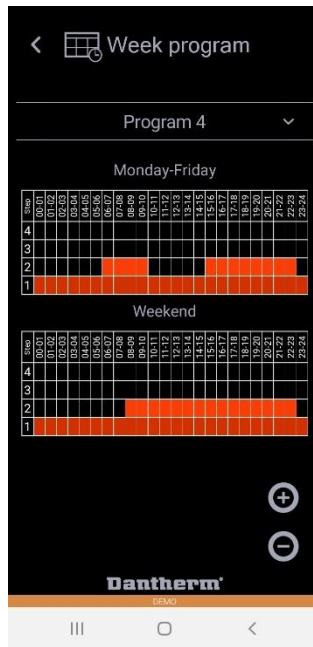 Week program
Program 4
Monday-Friday
Step 00-01 01-02 02-03 03-04 04-05 05-06 06-07 07-08 08-09 09-10 10-11 11-12 12-13 13-14 14-15 15-16 16-17 17-18 18-19 19-20 20-21 21-22 22-23 23-24
4
3
2
1
Weekend
Step 00-01 01-02 02-03 03-04 04-05 05-06 06-07 07-08 08-09 09-10 10-11 11-12 12-13 13-14 14-15 15-16 16-17 17-18 18-19 19-20 20-21 21-22 22-23 23-24
4
3
2
1
Dantherm®
DEMO